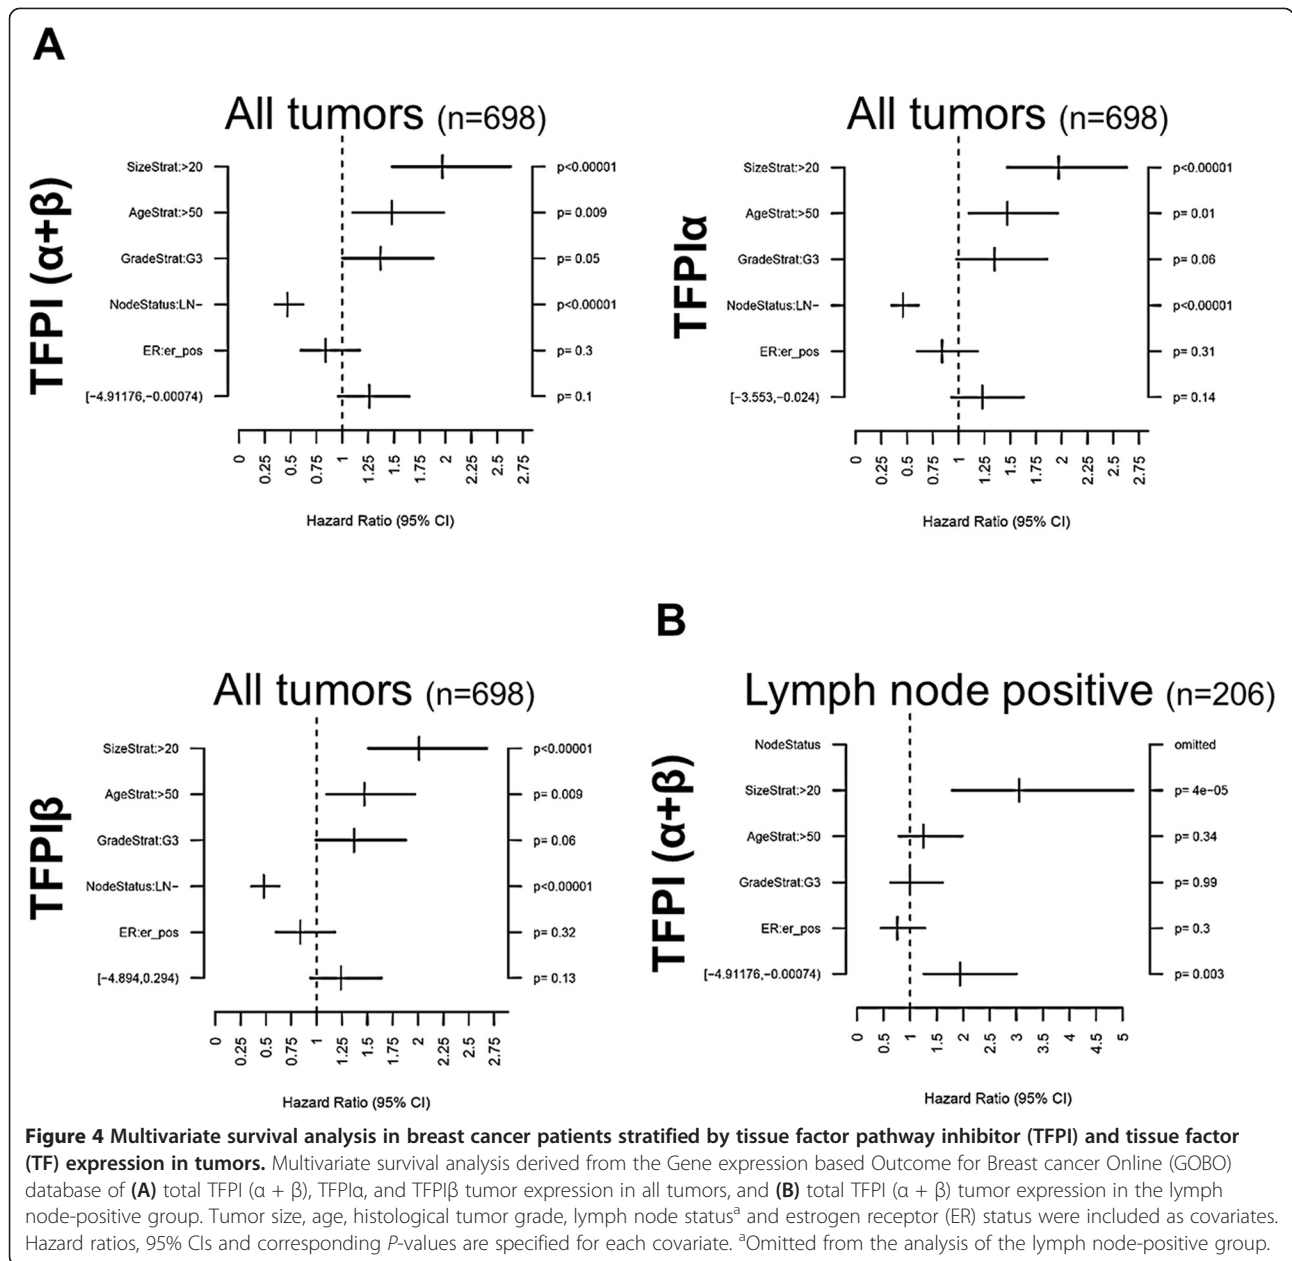 A
All tumors (n=698)
TFPI (α+β)
SizeStrat:>20
p<0.00001
AgeStrat:>50
p= 0.009
GradeStrat:G3
p= 0.05
NodeStatus:LN−
p<0.00001
ER:er_pos
p= 0.3
[−4.91176,−0.00074)
p= 0.1
0 0.25 0.5 0.75 1 1.25 1.5 1.75 2 2.25 2.5 2.75
Hazard Ratio (95% CI)
All tumors (n=698)
TFPIα
SizeStrat:>20
p<0.00001
AgeStrat:>50
p= 0.01
GradeStrat:G3
p= 0.06
NodeStatus:LN−
p<0.00001
ER:er_pos
p= 0.31
[−3.553,−0.024)
p= 0.14
0 0.25 0.5 0.75 1 1.25 1.5 1.75 2 2.25 2.5 2.75
Hazard Ratio (95% CI)
All tumors (n=698)
TFPIβ
SizeStrat:>20
p<0.00001
AgeStrat:>50
p= 0.009
GradeStrat:G3
p= 0.06
NodeStatus:LN−
p<0.00001
ER:er_pos
p= 0.32
[−4.894,0.294)
p= 0.13
0 0.25 0.5 0.75 1 1.25 1.5 1.75 2 2.25 2.5 2.75
Hazard Ratio (95% CI)
B
Lymph node positive (n=206)
TFPI (α+β)
NodeStatus
omitted
SizeStrat:>20
p= 4e−05
AgeStrat:>50
p= 0.34
GradeStrat:G3
p= 0.99
ER:er_pos
p= 0.3
[−4.91176,−0.00074)
p= 0.003
0 0.5 1 1.5 2 2.5 3 3.5 4 4.5 5
Hazard Ratio (95% CI)
Figure 4 Multivariate survival analysis in breast cancer patients stratified by tissue factor pathway inhibitor (TFPI) and tissue factor
(TF) expression in tumors. Multivariate survival analysis derived from the Gene expression based Outcome for Breast cancer Online (GOBO)
database of (A) total TFPI (α + β), TFPIα, and TFPIβ tumor expression in all tumors, and (B) total TFPI (α + β) tumor expression in the lymph
node-positive group. Tumor size, age, histological tumor grade, lymph node statusᵃ and estrogen receptor (ER) status were included as covariates.
Hazard ratios, 95% CIs and corresponding P-values are specified for each covariate. ᵃOmitted from the analysis of the lymph node-positive group.